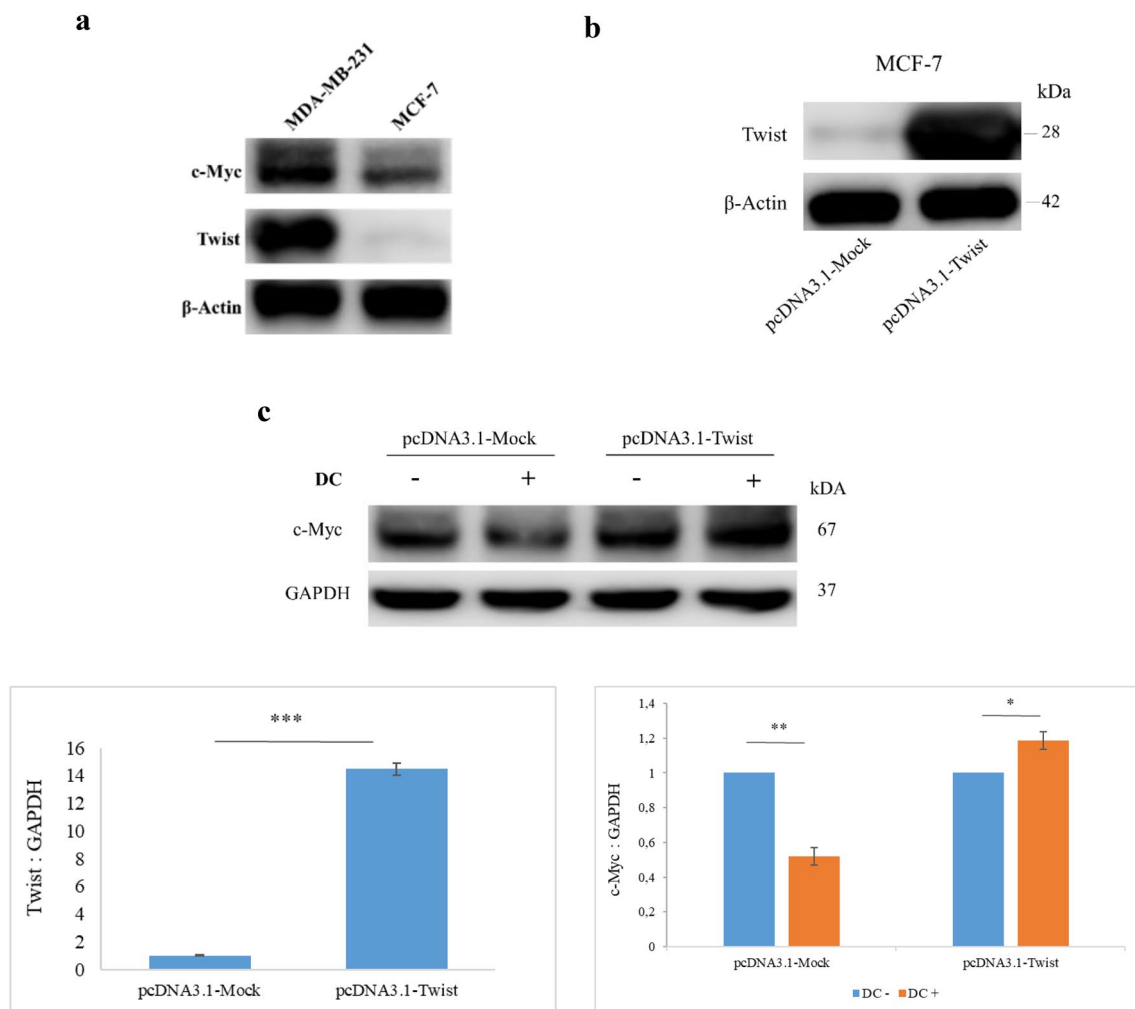 a
MDA-MB-231
MCF-7
c-Myc
Twist
β-Actin
b
MCF-7
kDa
Twist
28
β-Actin
42
pcDNA3.1-Mock
pcDNA3.1-Twist
c
pcDNA3.1-Mock pcDNA3.1-Twist
DC - + - + kDA
c-Myc 67
GAPDH 37
***
16
14
12
10
8
6
4
2
0
Twist : GAPDH
pcDNA3.1-Mock pcDNA3.1-Twist
1,4
1,2
1
0,8
0,6
0,4
0,2
0
c-Myc : GAPDH
** *
pcDNA3.1-Mock pcDNA3.1-Twist
DC - DC +